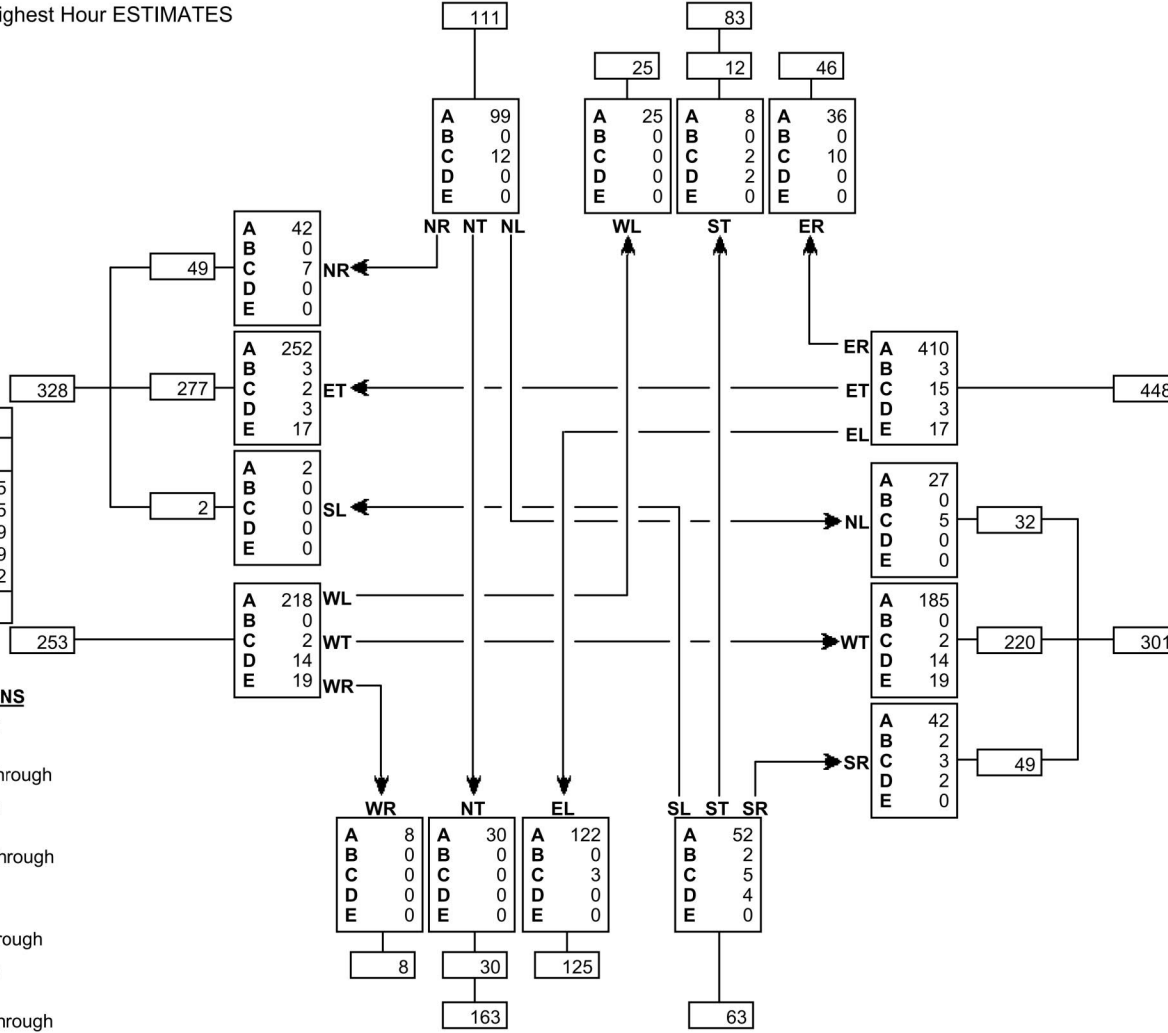 ighest Hour ESTIMATES
111
83
25
12
46
A 99
B 0
C 12
D 0
E 0
A 25
B 0
C 0
D 0
E 0
A 8
B 0
C 2
D 2
E 0
A 36
B 0
C 10
D 0
E 0
NR NT NL
WL
ST
ER
A 42
B 0
C 7
D 0
E 0
49
NR
A 252
B 3
C 2
D 3
E 17
328
277
ET
A 2
B 0
C 0
D 0
E 0
2
SL
ER
ET
EL
A 410
B 3
C 15
D 3
E 17
448
A 27
B 0
C 5
D 0
E 0
NL
32
5
5
9
9
2
A 218
B 0
C 2
D 14
E 19
253
WL
WT
WR
A 185
B 0
C 2
D 14
E 19
WT
220
301
A 42
B 2
C 3
D 2
E 0
SR
49
NS
hrough
hrough
rough
hrough
WR
NT
EL
SL ST SR
A 8
B 0
C 0
D 0
E 0
A 30
B 0
C 0
D 0
E 0
A 122
B 0
C 3
D 0
E 0
A 52
B 2
C 5
D 4
E 0
8
30
125
163
63